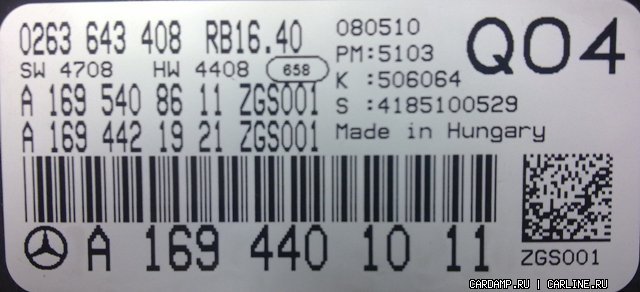 0263 643 408 RB16.40
SW 4708 HW 4408 658
A 169 540 86 11 ZGS001
A 169 442 19 21 ZGS001
080510
PM:5103
K :506064
S :4185100529
Made in Hungary
Q04
A 169 440 10 11
ZGS001
CARDAMP.RU | CARLINE.RU